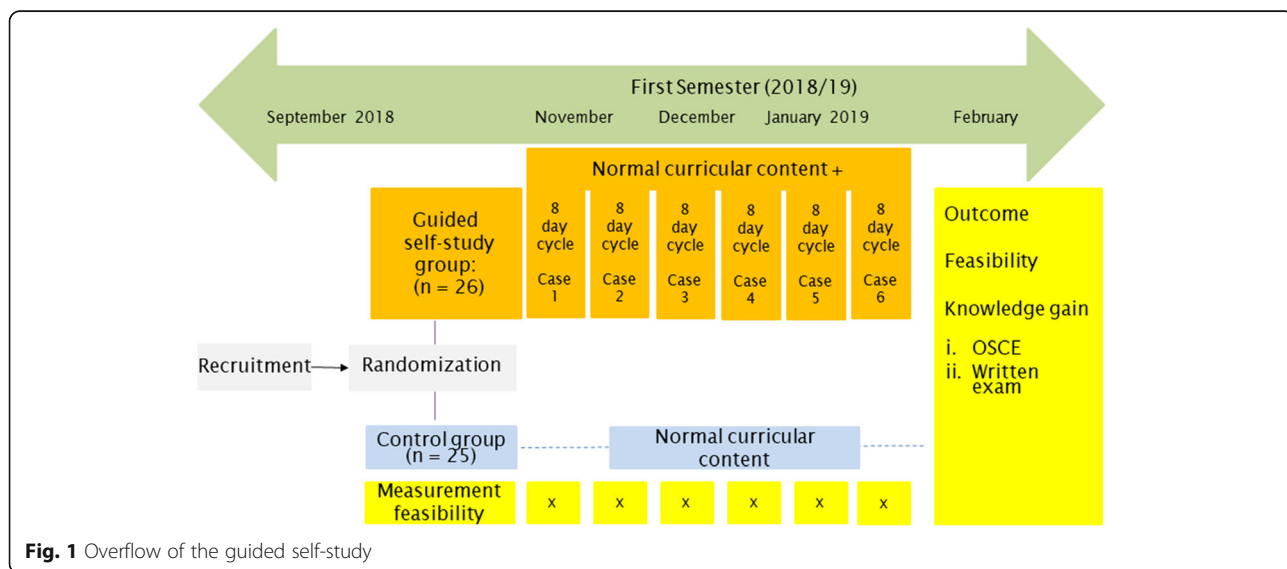 First Semester (2018/19)
September 2018 November December January 2019 February
Normal curricular content +
Guided
self-study
group:
(n = 26)
8
day
cycle
Case
1
8
day
cycle
Case
2
8
day
cycle
Case
3
8
day
cycle
Case
4
8
day
cycle
Case
5
8
day
cycle
Case
6
Outcome
Feasibility
Knowledge gain
i. OSCE
ii. Written
exam
Recruitment
Randomization
Control group
(n = 25)
Normal curricular
content
Measurement
feasibility
x x x x x x
Fig. 1 Overflow of the guided self-study